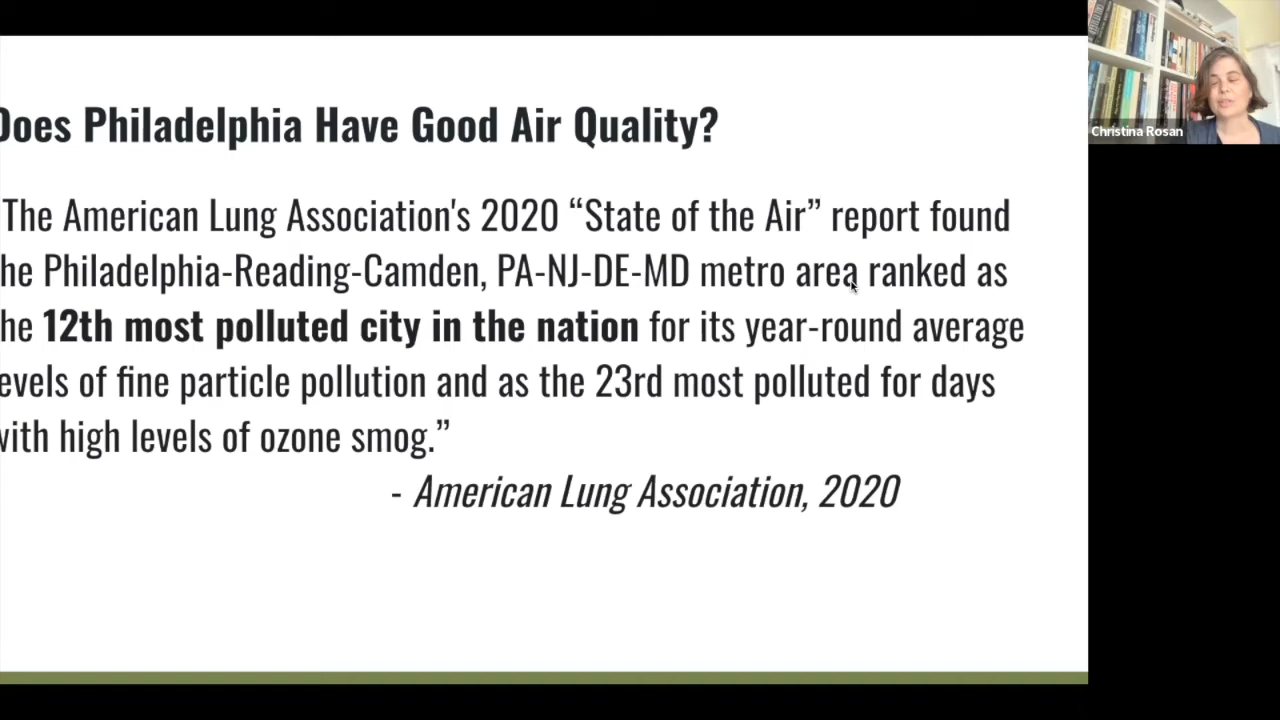 Does Philadelphia Have Good Air Quality?
The American Lung Association's 2020 “State of the Air” report found
he Philadelphia-Reading-Camden, PA-NJ-DE-MD metro area ranked as
he 12th most polluted city in the nation for its year-round average
evels of fine particle pollution and as the 23rd most polluted for days
with high levels of ozone smog.”
- American Lung Association, 2020
Christina Rosan